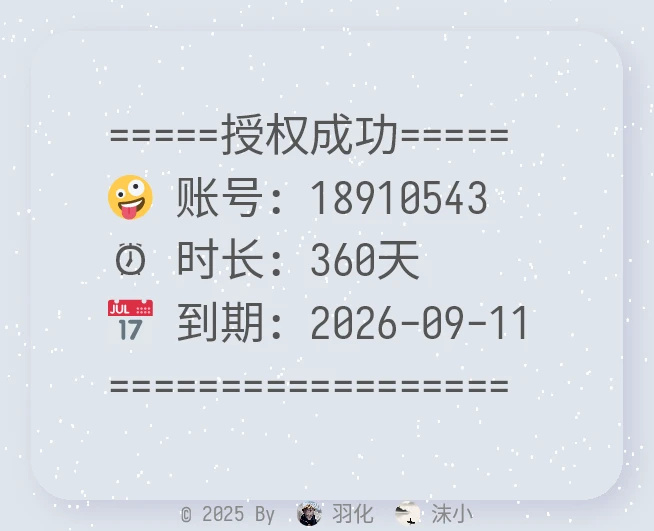 =====授权成功=====
🤪 账号: 18910543
⏰ 时长: 360天
📅 到期: 2026-09-11
==================
© 2025 By 羽化 沫小